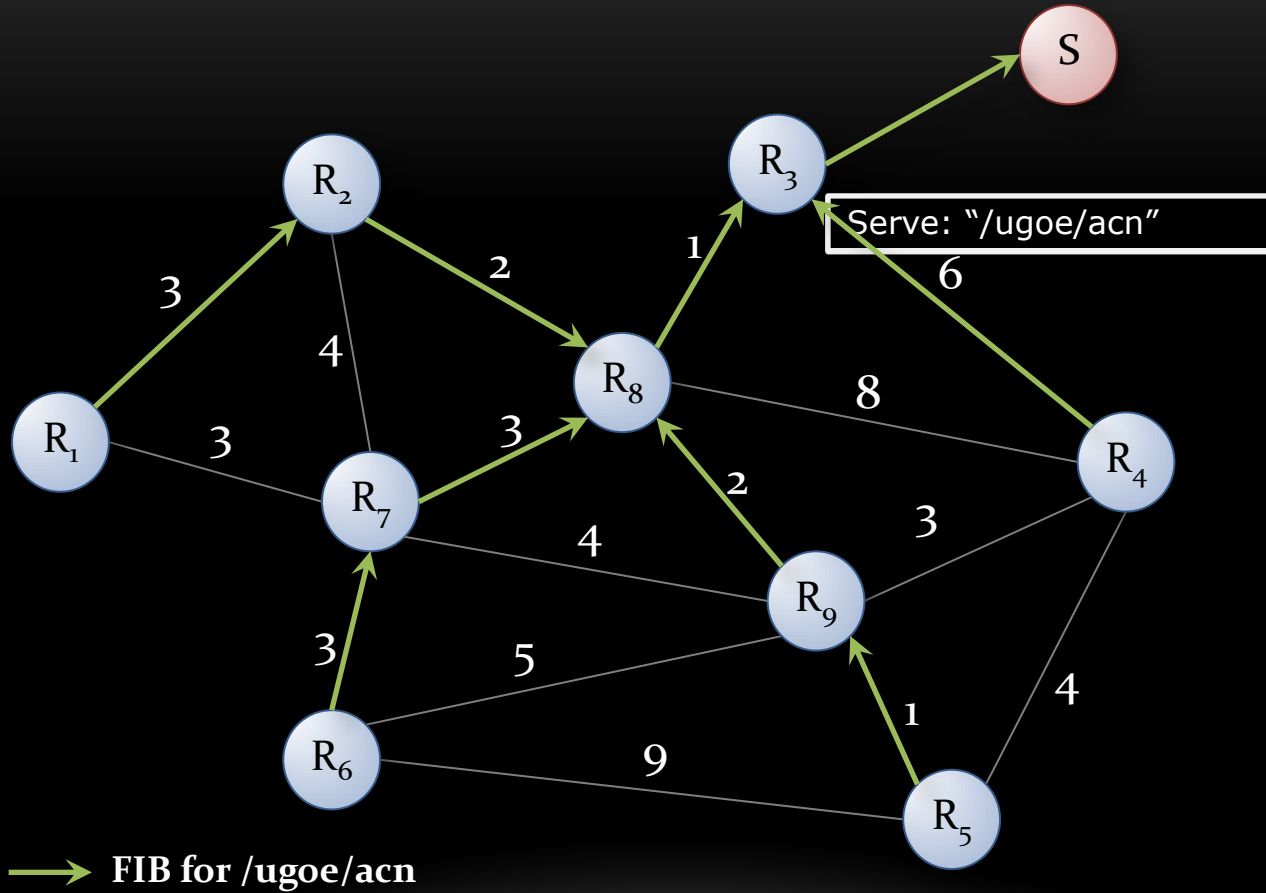 S
R₃
R₂
Serve: “/ugoe/acn”
1
6
2
3
4
R₈
8
R₁
3
3
R₇
R₄
2
3
4
R₉
3
5
4
1
R₆
9
R₅
FIB for /ugoe/acn